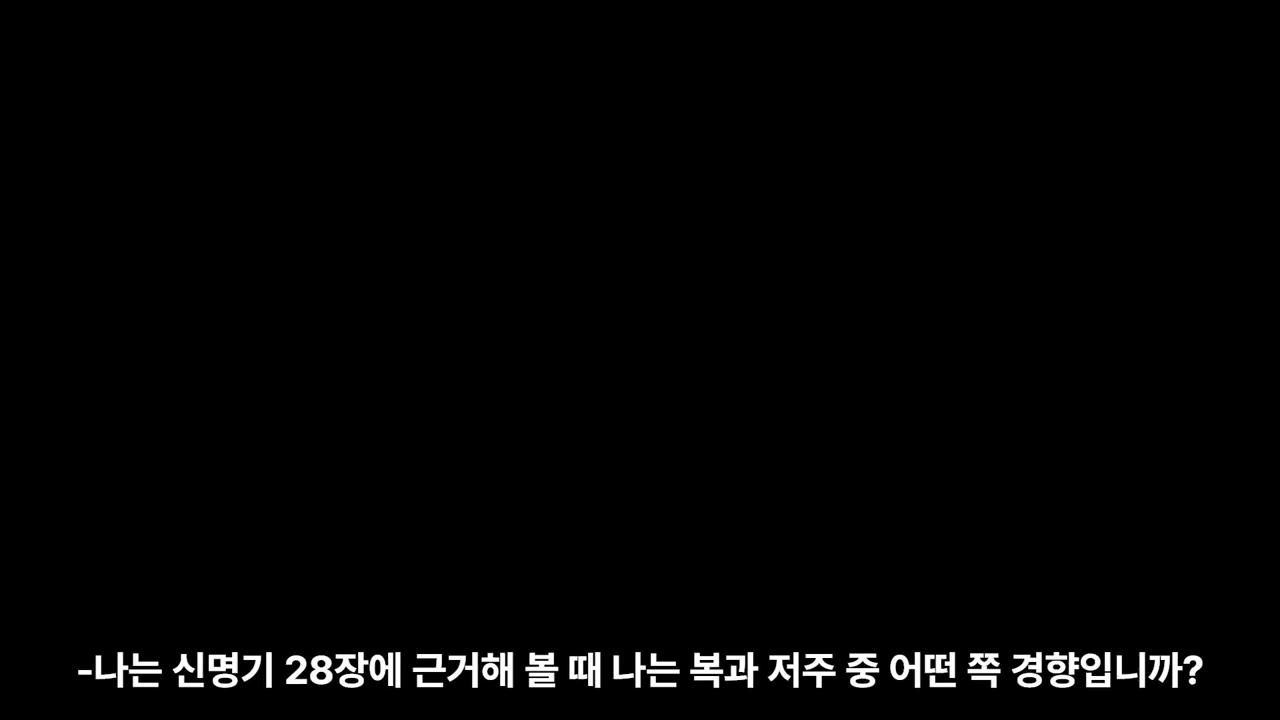 -나는 신명기 28장에 근거해 볼 때 나는 복과 저주 중 어떤 쪽 경향입니까?